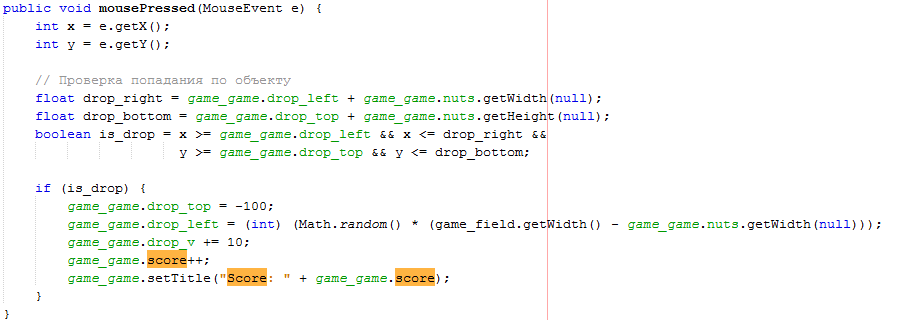 public void mousePressed(MouseEvent e) {
    int x = e.getX();
    int y = e.getY();

    // Проверка попадания по объекту
    float drop_right = game_game.drop_left + game_game.nuts.getWidth(null);
    float drop_bottom = game_game.drop_top + game_game.nuts.getHeight(null);
    boolean is_drop = x >= game_game.drop_left && x <= drop_right &&
                      y >= game_game.drop_top && y <= drop_bottom;

    if (is_drop) {
        game_game.drop_top = -100;
        game_game.drop_left = (int) (Math.random() * (game_field.getWidth() - game_game.nuts.getWidth(null)));
        game_game.drop_v += 10;
        game_game.score++;
        game_game.setTitle("Score: " + game_game.score);
    }
}